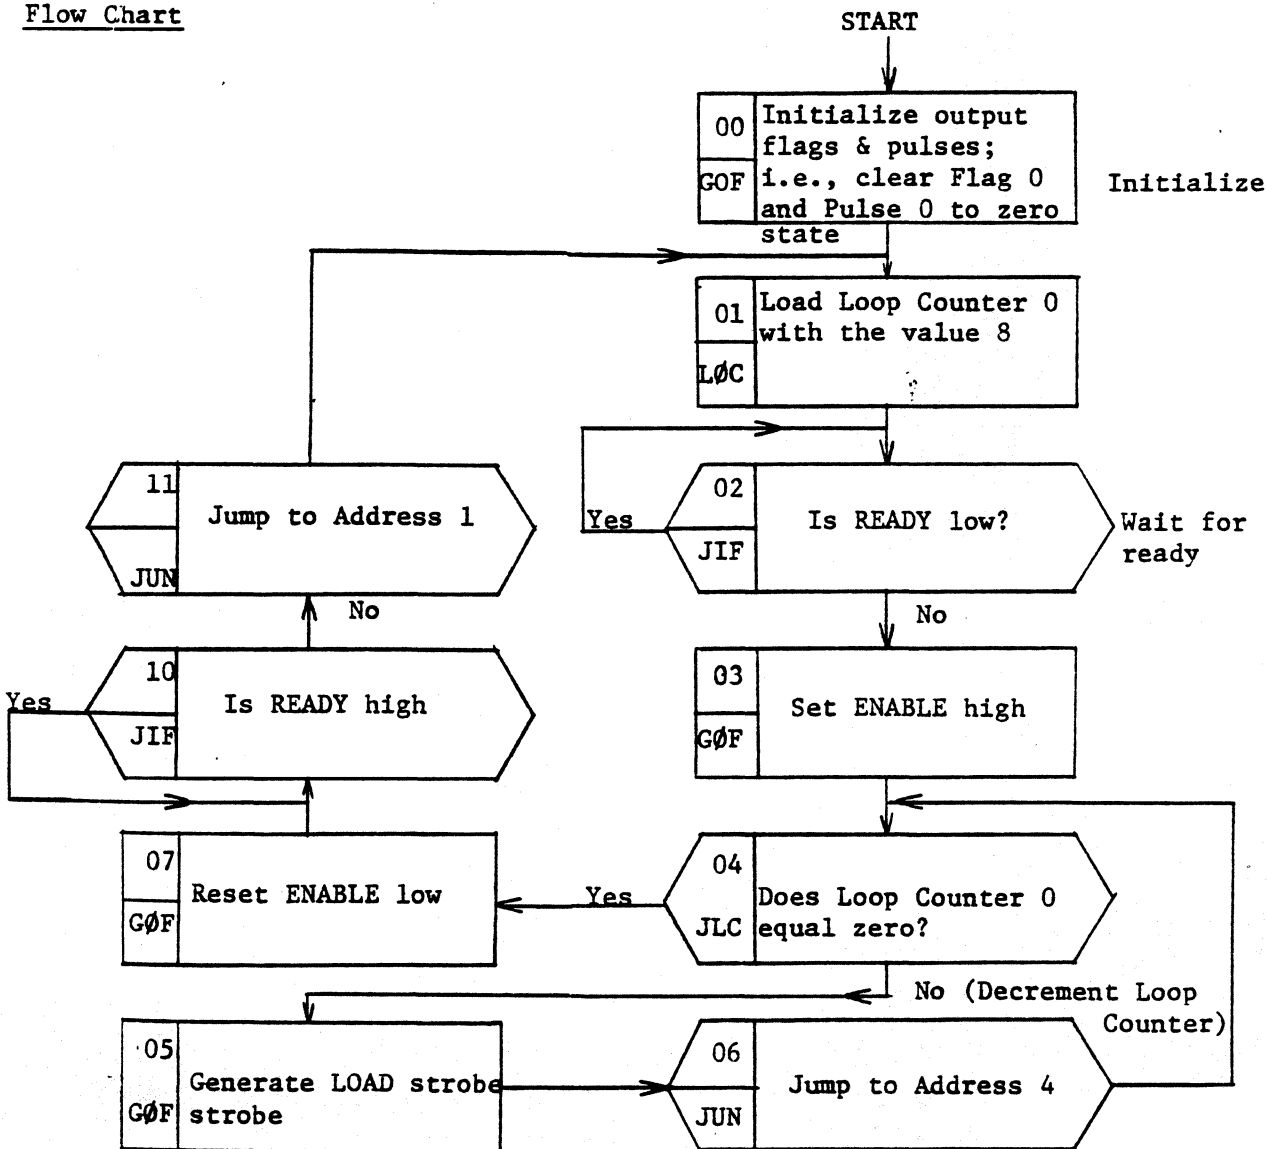 Flow Chart
START
00
GOF
Initialize output
flags & pulses;
i.e., clear Flag 0
and Pulse 0 to zero
state
Initialize
01
LØC
Load Loop Counter 0
with the value 8
02
JIF
Is READY low?
Yes
Wait for
ready
No
03
GØF
Set ENABLE high
04
JLC
Does Loop Counter 0
equal zero?
Yes
No (Decrement Loop
Counter)
05
GØF
Generate LOAD strobe
strobe
06
JUN
Jump to Address 4
07
GØF
Reset ENABLE low
10
JIF
Is READY high
Yes
No
11
JUN
Jump to Address 1